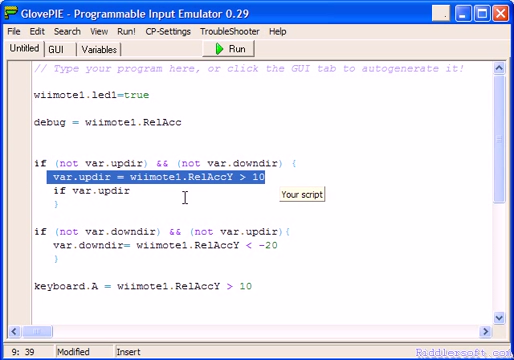 GlovePIE - Programmable Input Emulator 0.29
File Edit Search View Run! CP-Settings TroubleShooter Help
Untitled GUI Variables Run
// Type your program here, or click the GUI tab to autogenerate it!
wiimote1.led1=true
debug = wiimote1.RelAcc
if (not var.updir) && (not var.downdir) {
var.updir = wiimote1.RelAccY > 10
if var.updir
Your script
}
if (not var.downdir) && (not var.updir){
var.downdir= wiimote1.RelAccY < -20
}
keyboard.A = wiimote1.RelAccY > 10
9: 39 Modified Insert
Riddlersoft.com